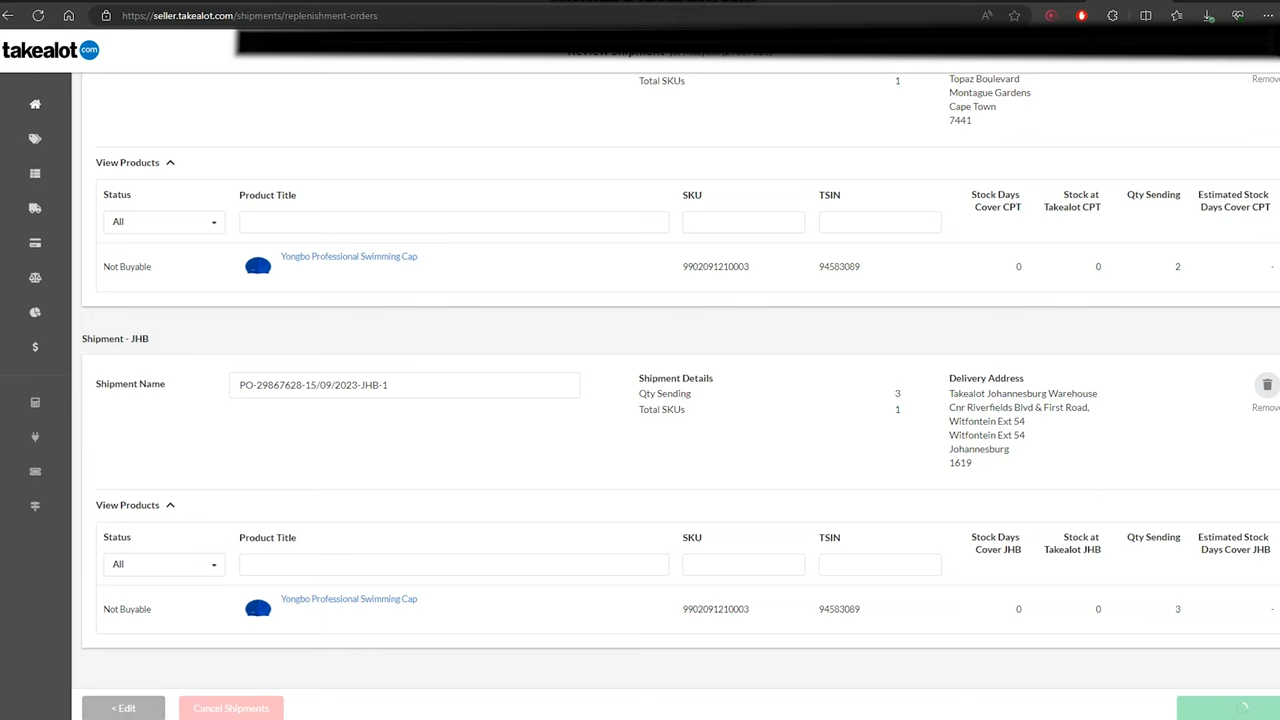 https://seller.takealot.com/shipments/replenishment-orders
takealot com
Total SKUs 1
Topaz Boulevard
Montague Gardens
Cape Town
7441
Remov
View Products
Status Product Title SKU TSIN Stock Days Cover CPT Stock at Takealot CPT Qty Sending Estimated Stock Days Cover CPT
All
Not Buyable Yongbo Professional Swimming Cap 9902091210003 94583089 0 0 2 -
Shipment - JHB
Shipment Name PO-29867628-15/09/2023-JHB-1
Shipment Details
Qty Sending 3
Total SKUs 1
Delivery Address
Takealot Johannesburg Warehouse
Cnr Riverfields Blvd & First Road,
Witfontein Ext 54
Witfontein Ext 54
Johannesburg
1619
Remov
View Products
Status Product Title SKU TSIN Stock Days Cover JHB Stock at Takealot JHB Qty Sending Estimated Stock Days Cover JHB
All
Not Buyable Yongbo Professional Swimming Cap 9902091210003 94583089 0 0 3 -
< Edit Cancel Shipments